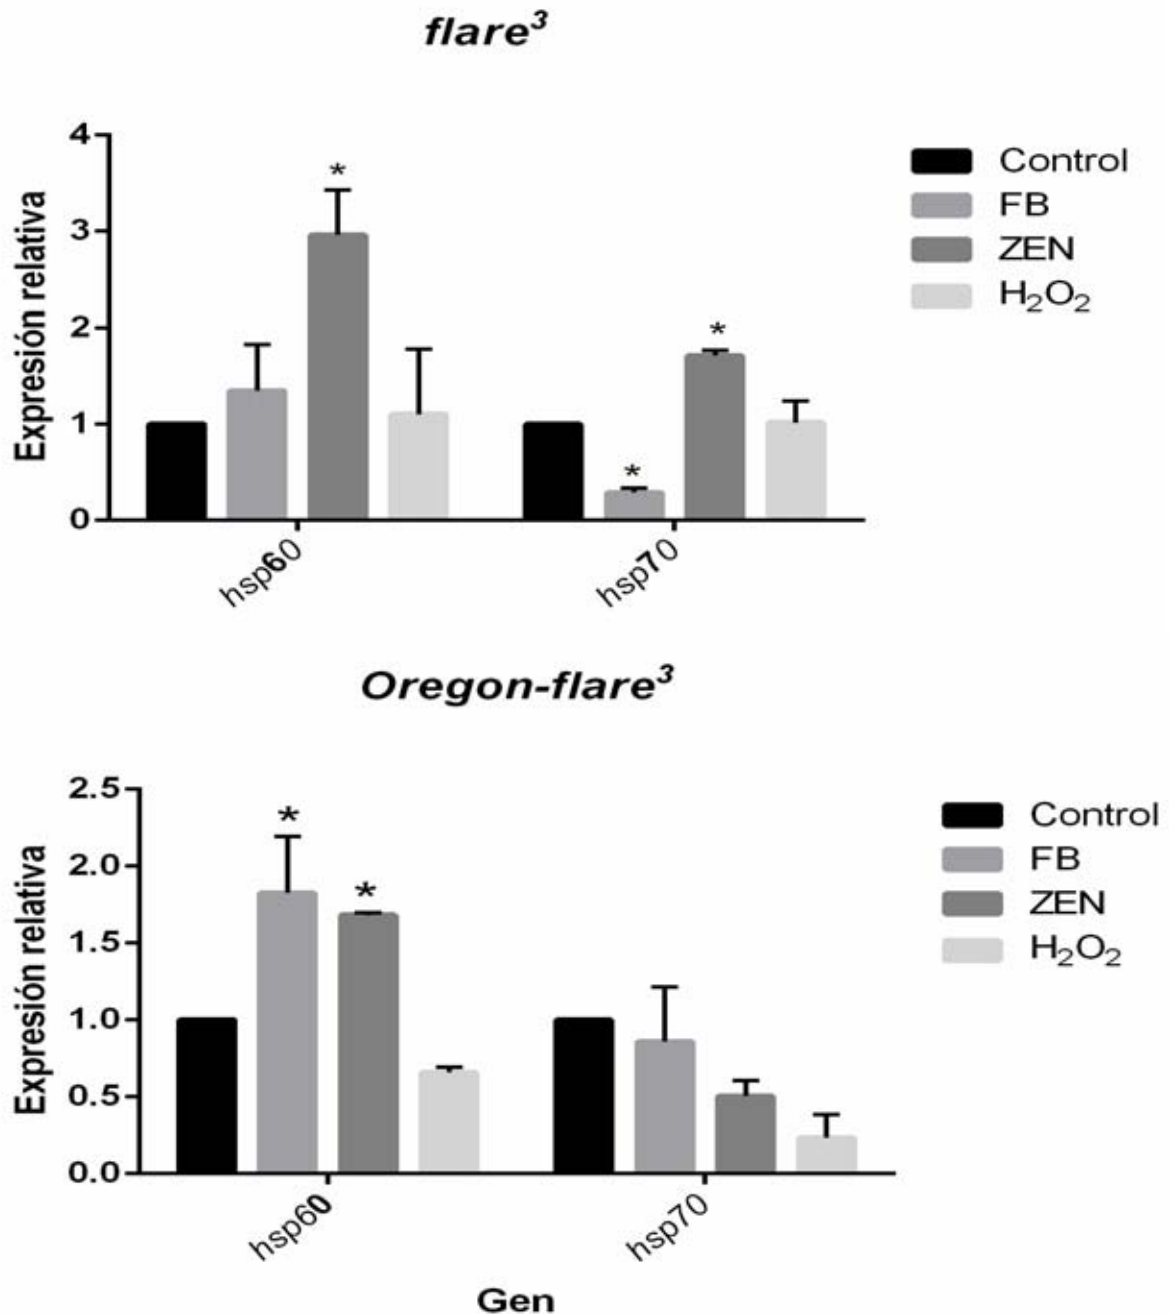 flare³
Expresión relativa
4
3
2
1
0
*
*
*
hsp60
hsp70
Control
FB
ZEN
H₂O₂
Oregon-flare³
Expresión relativa
2.5
2.0
1.5
1.0
0.5
0.0
*
*
hsp60
hsp70
Control
FB
ZEN
H₂O₂
Gen